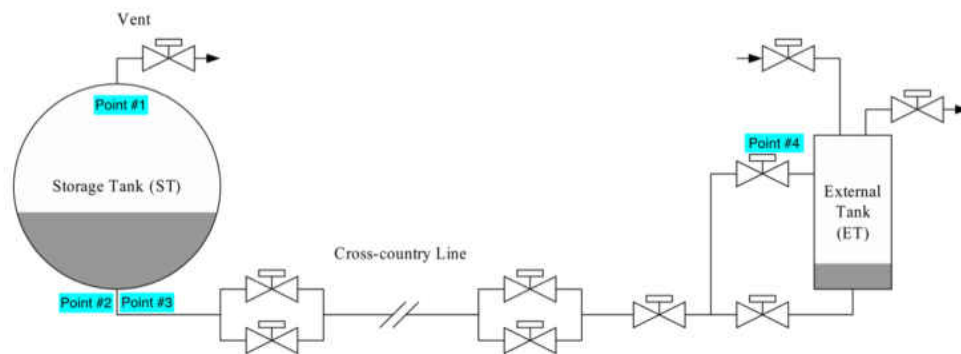 Vent
Point #1
Point #4
Storage Tank (ST)
External
Tank
(ET)
Cross-country Line
Point #2
Point #3